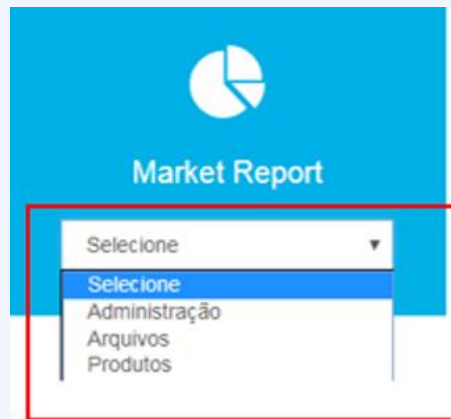 Market Report
Selecione
Selecione
Administração
Arquivos
Produtos